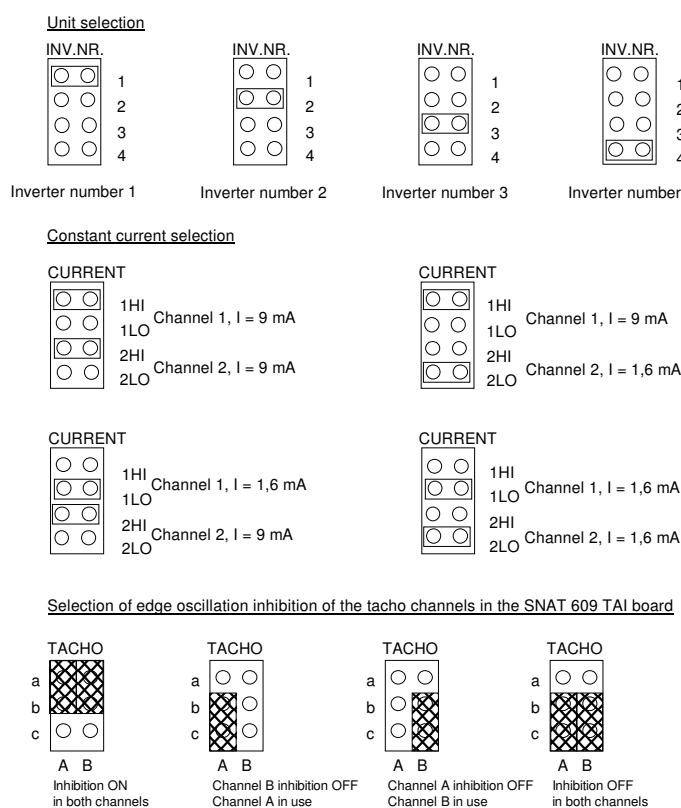 Unit selection
INV.NR. INV.NR. INV.NR. INV.NR.
1 1 1 1
2 2 2 2
3 3 3 3
4 4 4 4
Inverter number 1 Inverter number 2 Inverter number 3 Inverter number
Constant current selection
CURRENT
1HI
1LO
Channel 1, I = 9 mA
2HI
2LO
Channel 2, I = 9 mA
CURRENT
1HI
1LO
Channel 1, I = 9 mA
2HI
2LO
Channel 2, I = 1,6 mA
CURRENT
1HI
1LO
Channel 1, I = 1,6 mA
2HI
2LO
Channel 2, I = 9 mA
CURRENT
1HI
1LO
Channel 1, I = 1,6 mA
2HI
2LO
Channel 2, I = 1,6 mA
Selection of edge oscillation inhibition of the tacho channels in the SNAT 609 TAI board
TACHO
a
b
c
A B
Inhibition ON
in both channels
TACHO
a
b
c
A B
Channel B inhibition OFF
Channel A in use
TACHO
a
b
c
A B
Channel A inhibition OFF
Channel B in use
TACHO
a
b
c
A B
Inhibition OFF
in both channels